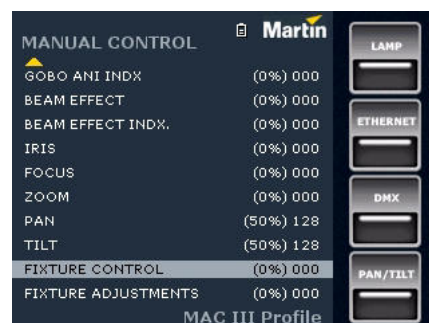 MANUAL CONTROL
Martin
GOBO ANI INDX (0%) 000
BEAM EFFECT (0%) 000
BEAM EFFECT INDX. (0%) 000
IRIS (0%) 000
FOCUS (0%) 000
ZOOM (0%) 000
PAN (50%) 128
TILT (50%) 128
FIXTURE CONTROL (0%) 000
FIXTURE ADJUSTMENTS (0%) 000
MAC III Profile
LAMP
ETHERNET
DMX
PAN/TILT